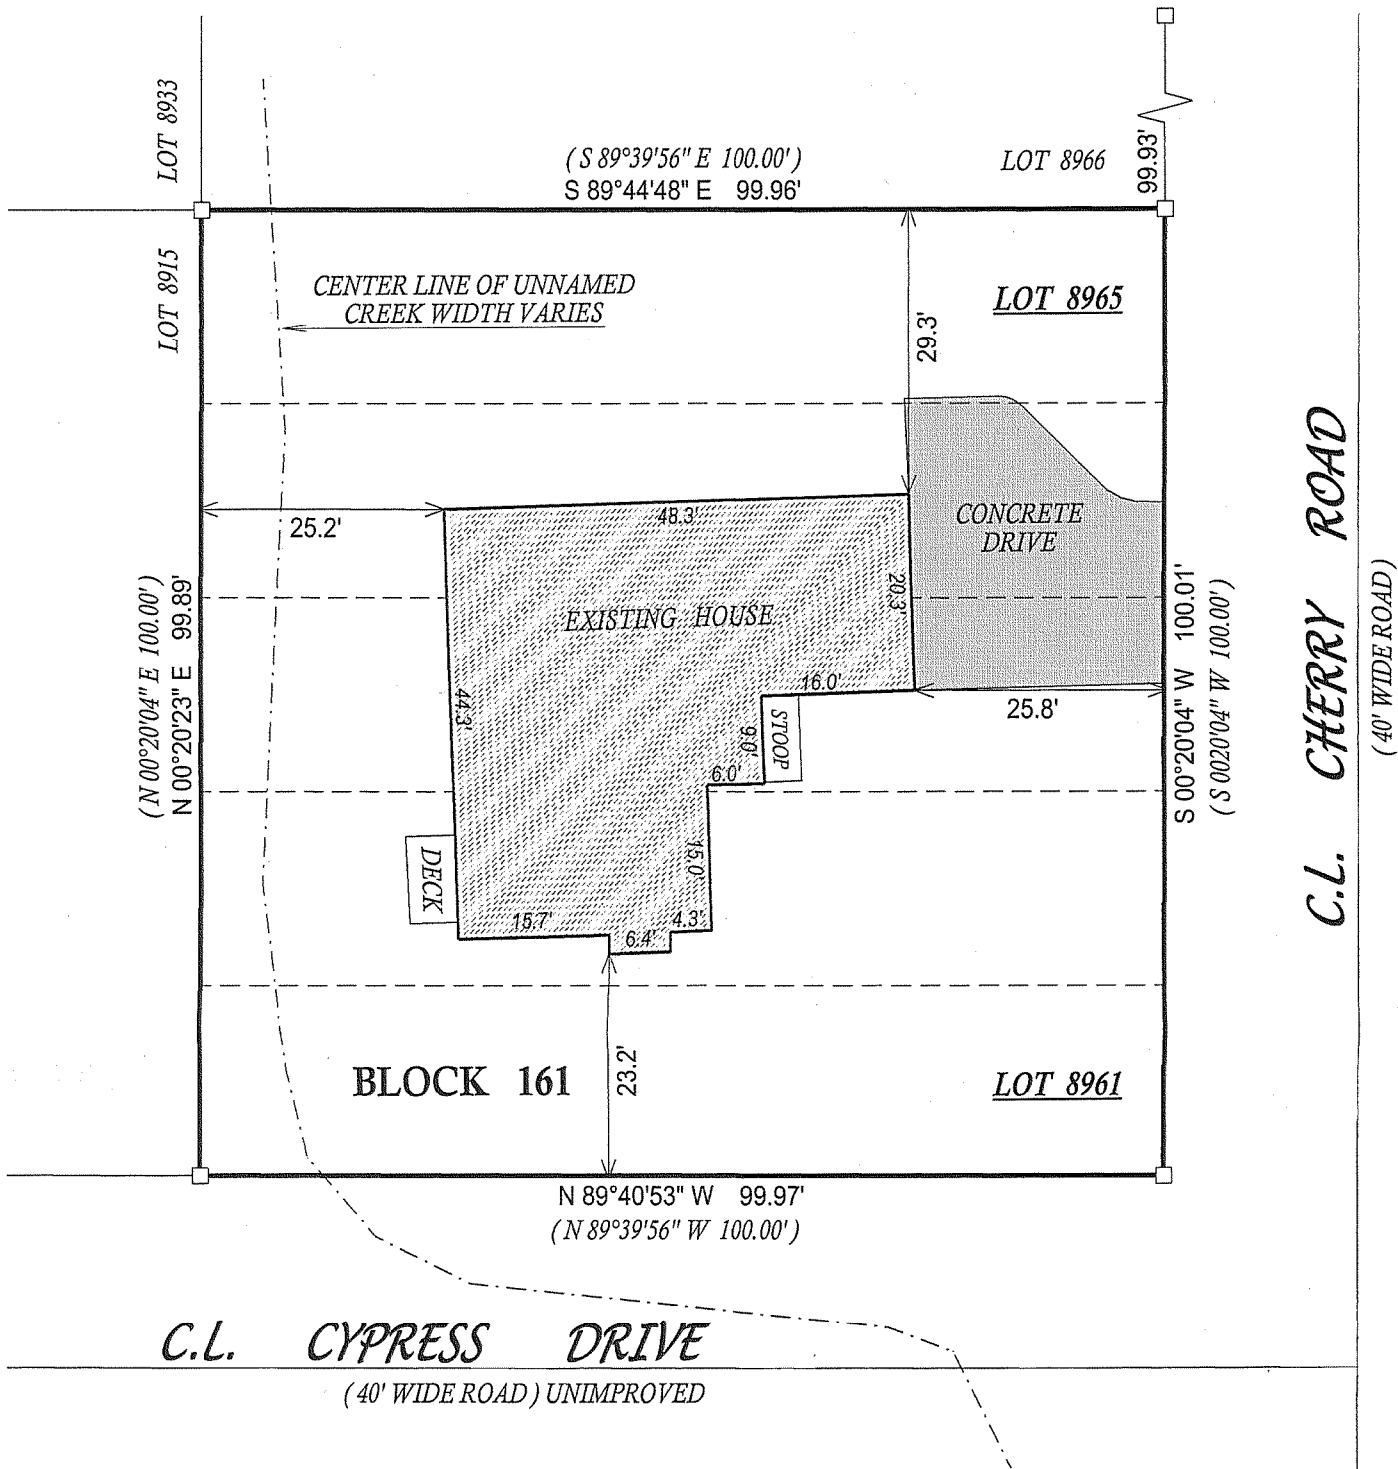 LOT 8933
(S 89°39'56" E 100.00')
S 89°44'48" E 99.96'
LOT 8966
99.93'
LOT 8915
CENTER LINE OF UNNAMED
CREEK WIDTH VARIES
LOT 8965
29.3'
25.2'
48.3'
CONCRETE
DRIVE
EXISTING HOUSE
20.3'
(N 00°20'04" E 100.00')
N 00°20'23" E 99.89'
44.3'
16.0'
STOOP
9.0'
6.0'
25.8'
S 00°20'04" W 100.01'
(S 0020'04" W 100.00')
C.L. CHERRY ROAD
(40' WIDE ROAD)
DECK
15.0'
15.7'
6.4'
4.3'
23.2'
BLOCK 161
LOT 8961
N 89°40'53" W 99.97'
(N 89°39'56" W 100.00')
C.L. CYPRESS DRIVE
(40' WIDE ROAD) UNIMPROVED